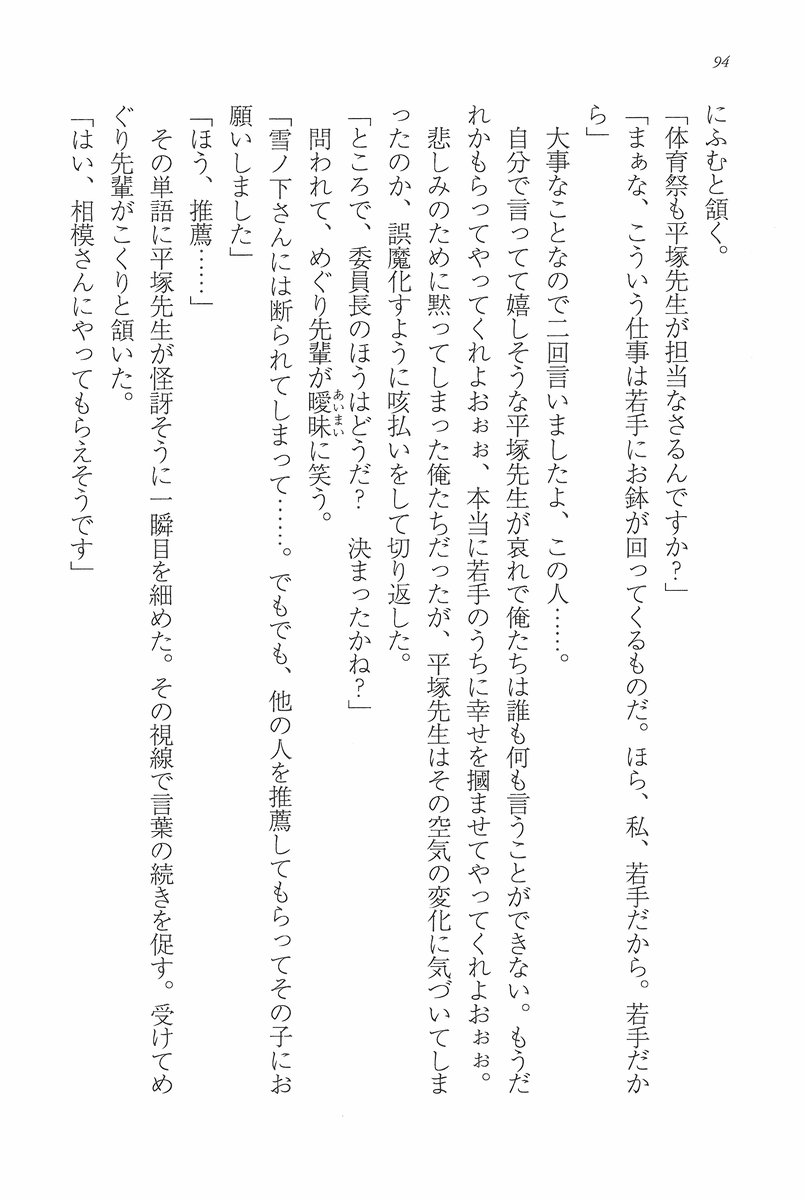 94
にふむと頷く。
「体育祭も平塚先生が担当なさるんですか？」
「まぁな、こういう仕事は若手にお鉢が回ってくるものだ。ほら、私、若手だから。若手だか
ら」
大事なことなので二回言いましたよ、この人……。
自分で言ってて嬉しそうな平塚先生が哀れで俺たちは誰も何も言うことができない。もうだ
れかもらってやってくれよおぉぉ、本当に若手のうちに幸せを摑ませてやってくれよおぉぉ。
悲しみのために黙ってしまった俺たちだったが、平塚先生はその空気の変化に気づいてしま
ったのか、誤魔化すように咳払いをして切り返した。
「ところで、委員長のほうはどうだ？　決まったかね？」
問われて、めぐり先輩が曖昧あいまいに笑う。
「雪ノ下さんには断られてしまって……。でもでも、他の人を推薦してもらってその子にお
願いしました」
「ほう、推薦……」
その単語に平塚先生が怪訝そうに一瞬目を細めた。その視線で言葉の続きを促す。受けてめ
ぐり先輩がこくりと頷いた。
「はい、相模さんにやってもらえそうです」